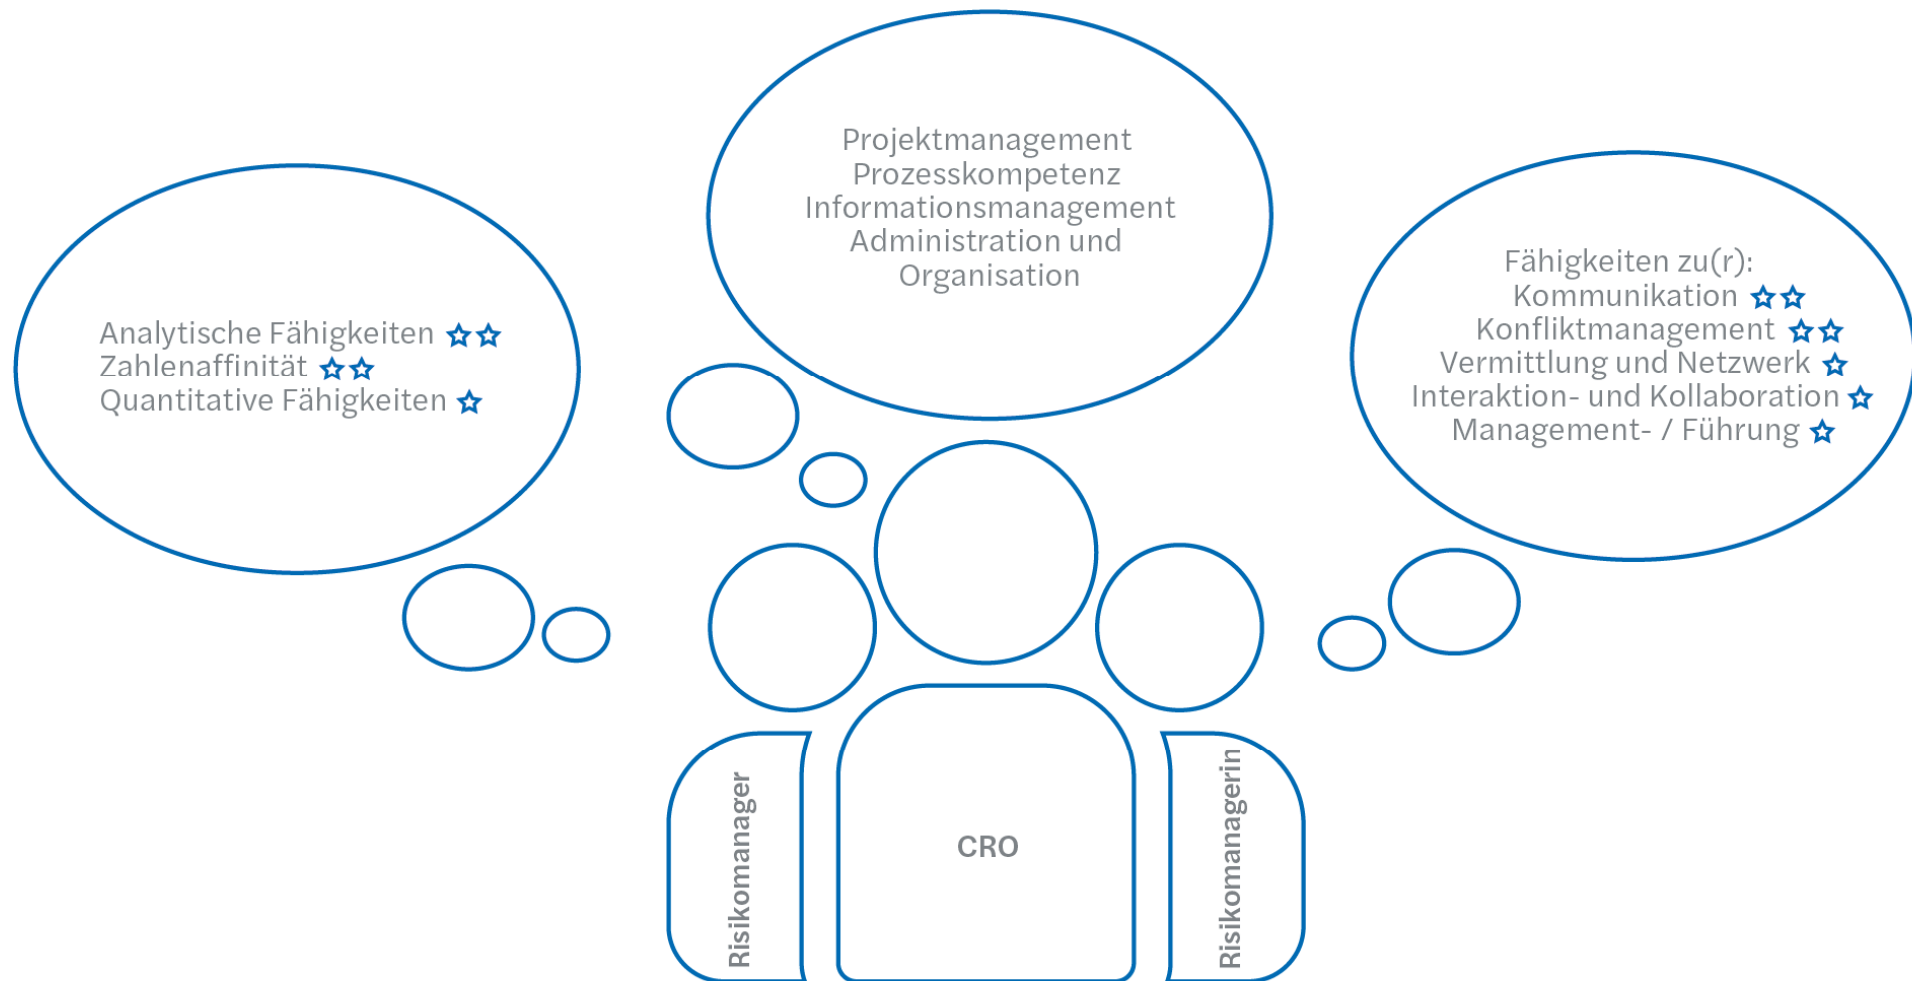 Projektmanagement
Prozesskompetenz
Informationsmanagement
Administration und
Organisation
Analytische Fähigkeiten
Zahlenaffinität
Quantitative Fähigkeiten
Fähigkeiten zu(r):
Kommunikation
Konfliktmanagement
Vermittlung und Netzwerk
Interaktion- und Kollaboration
Management- / Führung
Risikomanager
CRO
Risikomanagerin